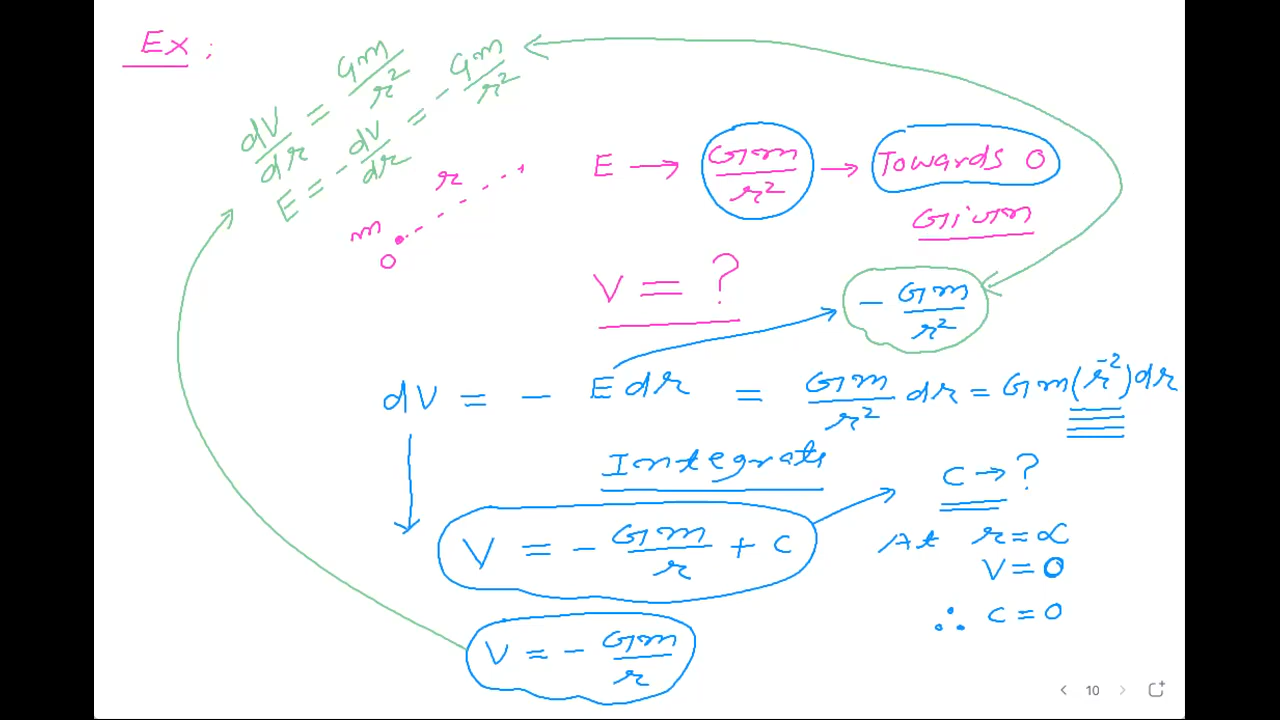 Ex:
dV/dr = Gm/r²
E = - dV/dr = - Gm/r²
r
m
O
E → Gm/r² → Towards O
Given
V = ?
- Gm/r²
dV = - E dr = Gm/r² dr = Gm(r⁻²)dr
Integrate
V = - Gm/r + C
C → ?
At r = ∝
V = 0
∴ C = 0
V = - Gm/r
< 10 >